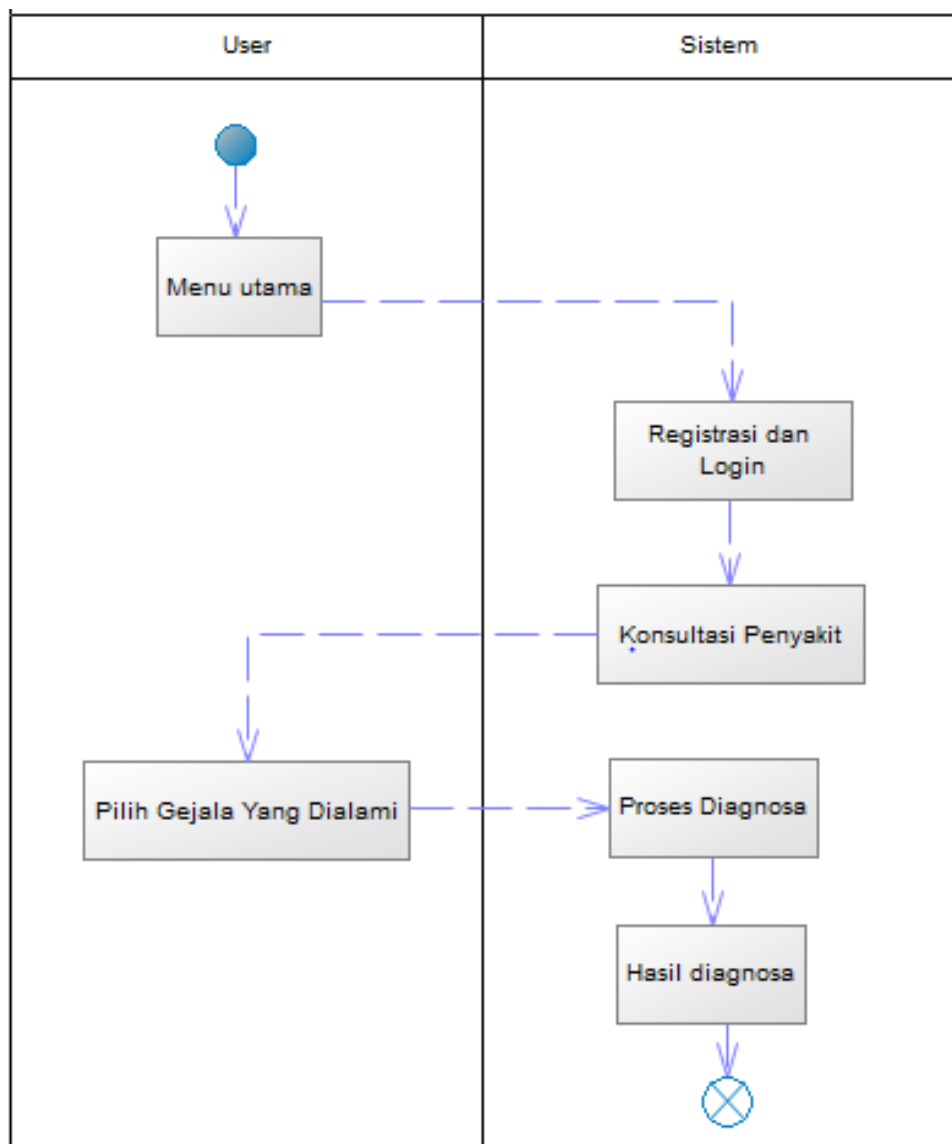 User
Sistem
Menu utama
Registrasi dan
Login
Konsultasi Penyakit
Pilih Gejala Yang Dialami
Proses Diagnosa
Hasil diagnosa